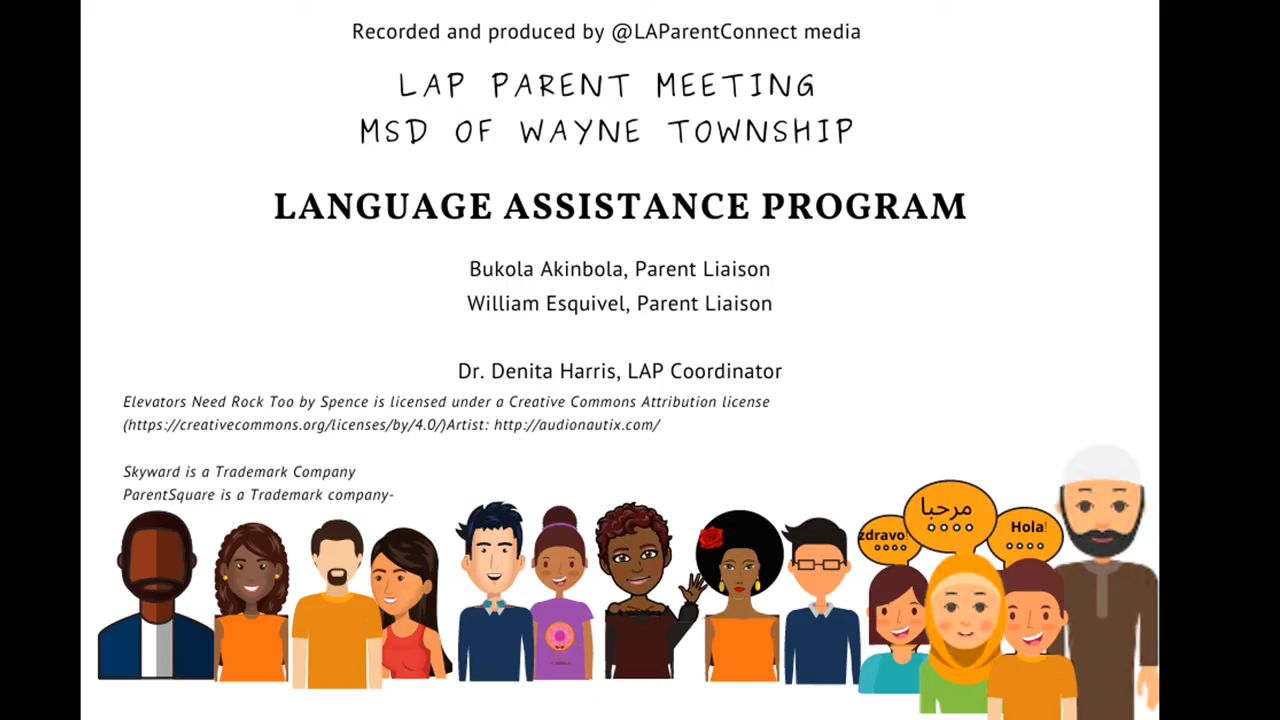 Recorded and produced by @LAParentConnect media
LAP PARENT MEETING
MSD OF WAYNE TOWNSHIP
LANGUAGE ASSISTANCE PROGRAM
Bukola Akinbola, Parent Liaison
William Esquivel, Parent Liaison
Dr. Denita Harris, LAP Coordinator
Elevators Need Rock Too by Spence is licensed under a Creative Commons Attribution license
(https://creativecommons.org/licenses/by/4.0/)Artist: http://audionautix.com/
Skyward is a Trademark Company
ParentSquare is a Trademark company-
zdravo!
مرحبا
Hola!